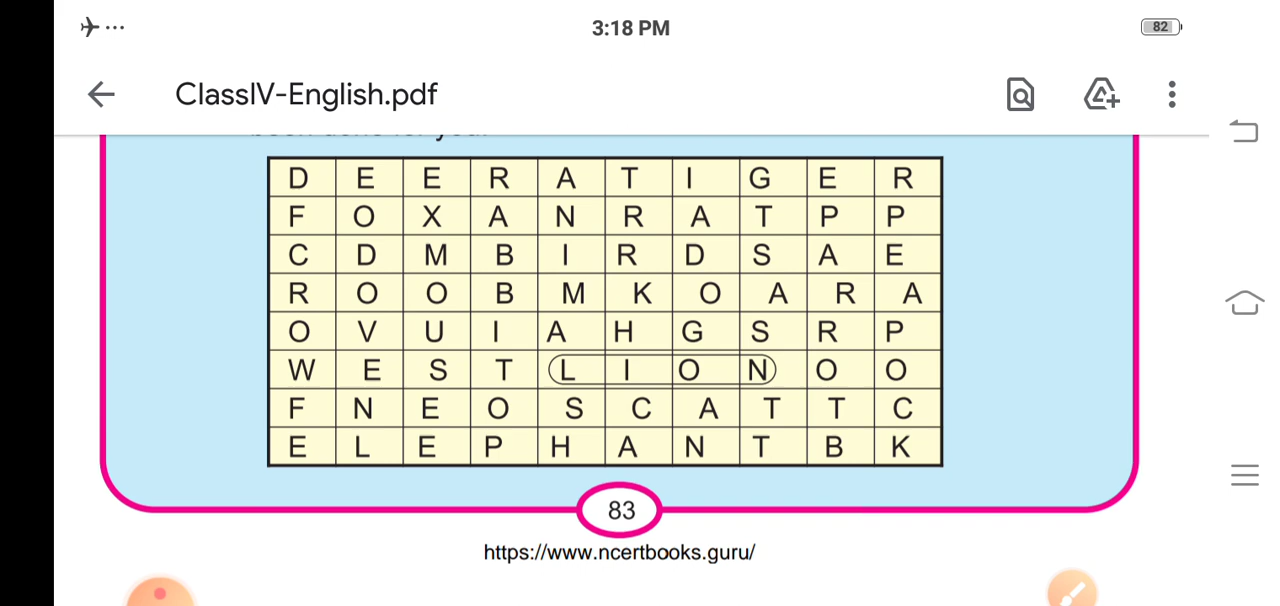 3:18 PM
82
ClassIV-English.pdf
D E E R A T I G E R
F O X A N R A T P P
C D M B I R D S A E
R O O B M K O A R A
O V U I A H G S R P
W E S T L I O N O O
F N E O S C A T T C
E L E P H A N T B K
83
https://www.ncertbooks.guru/